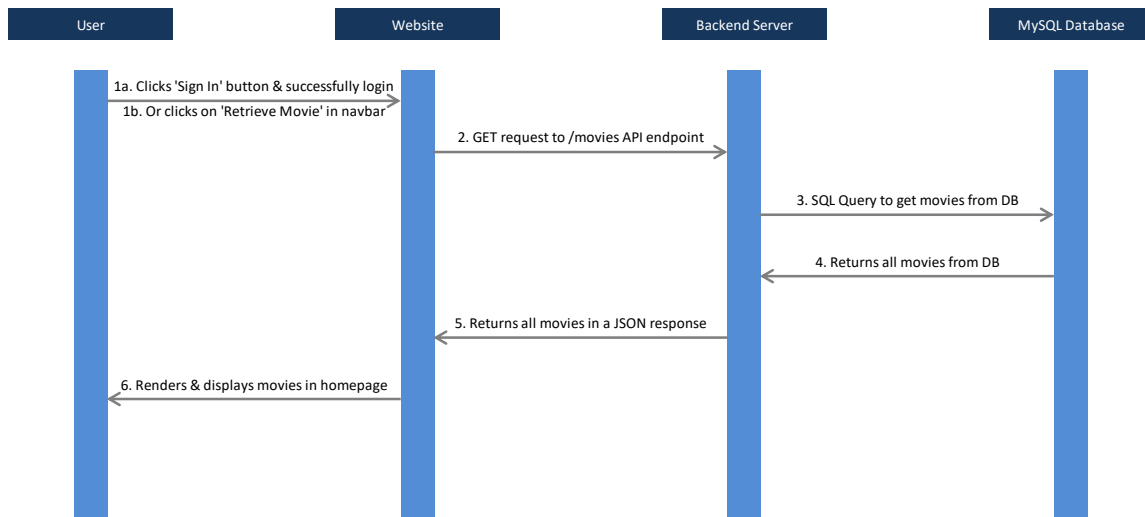 User
Website
Backend Server
MySQL Database
1a. Clicks 'Sign In' button & successfully login
1b. Or clicks on 'Retrieve Movie' in navbar
2. GET request to /movies API endpoint
3. SQL Query to get movies from DB
4. Returns all movies from DB
5. Returns all movies in a JSON response
6. Renders & displays movies in homepage